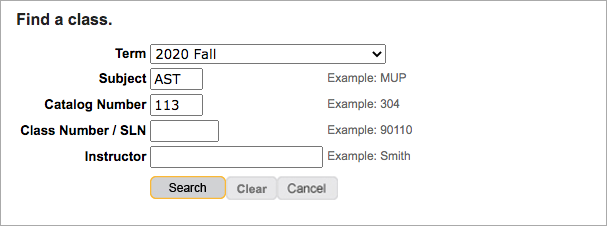 Find a class.
Term 2020 Fall
Subject AST Example: MUP
Catalog Number 113 Example: 304
Class Number / SLN Example: 90110
Instructor Example: Smith
Search Clear Cancel